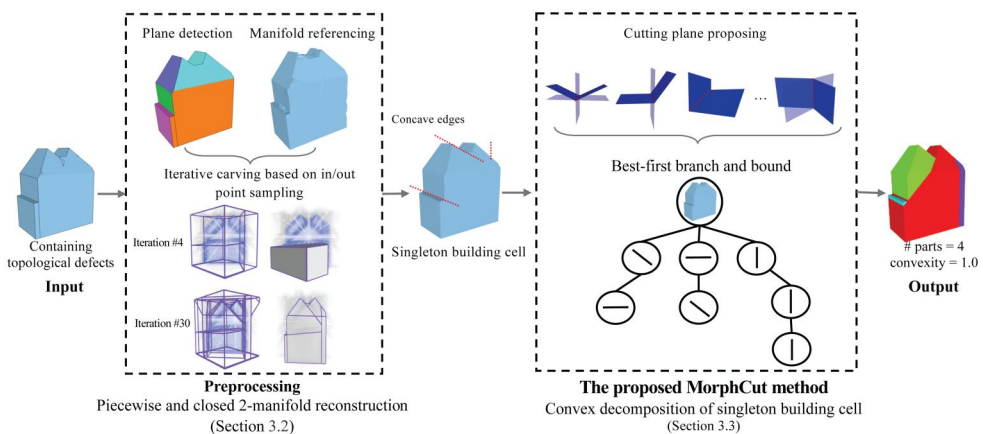 Plane detection
Manifold referencing
Iterative carving based on in/out
point sampling
Iteration #4
Iteration #30
Containing
topological defects
Input
Preprocessing
Piecewise and closed 2-manifold reconstruction
(Section 3.2)
Concave edges
Singleton building cell
Cutting plane proposing
...
Best-first branch and bound
The proposed MorphCut method
Convex decomposition of singleton building cell
(Section 3.3)
# parts = 4
convexity = 1.0
Output